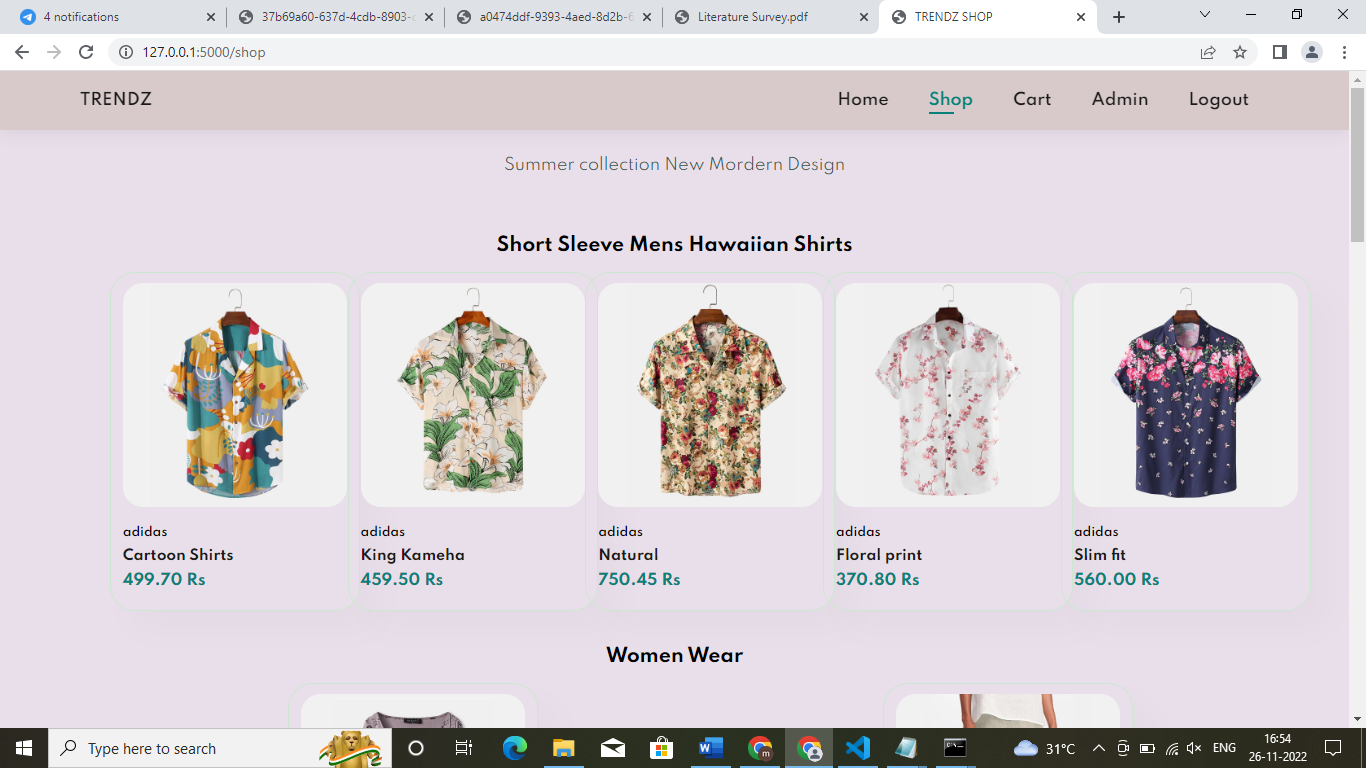 4 notifications
37b69a60-637d-4cdb-8903-
a0474ddf-9393-4aed-8d2b-
Literature Survey.pdf
TRENDZ SHOP
127.0.0.1:5000/shop
TRENDZ
Home Shop Cart Admin Logout
Summer collection New Mordern Design
Short Sleeve Mens Hawaiian Shirts
adidas adidas adidas adidas adidas
Cartoon Shirts King Kameha Natural Floral print Slim fit
499.70 Rs 459.50 Rs 750.45 Rs 370.80 Rs 560.00 Rs
Women Wear
Type here to search
31°C
ENG
16:54
26-11-2022